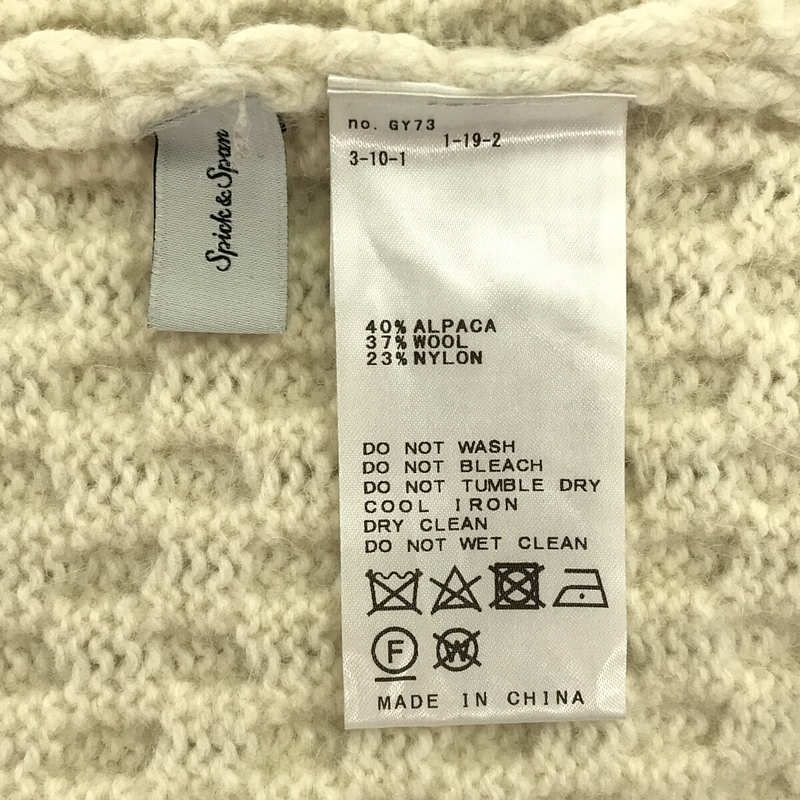 Spick&Span
no. GY73
1-19-2
3-10-1
40% ALPACA
37% WOOL
23% NYLON
DO NOT WASH
DO NOT BLEACH
DO NOT TUMBLE DRY
COOL IRON
DRY CLEAN
DO NOT WET CLEAN
F W
MADE IN CHINA